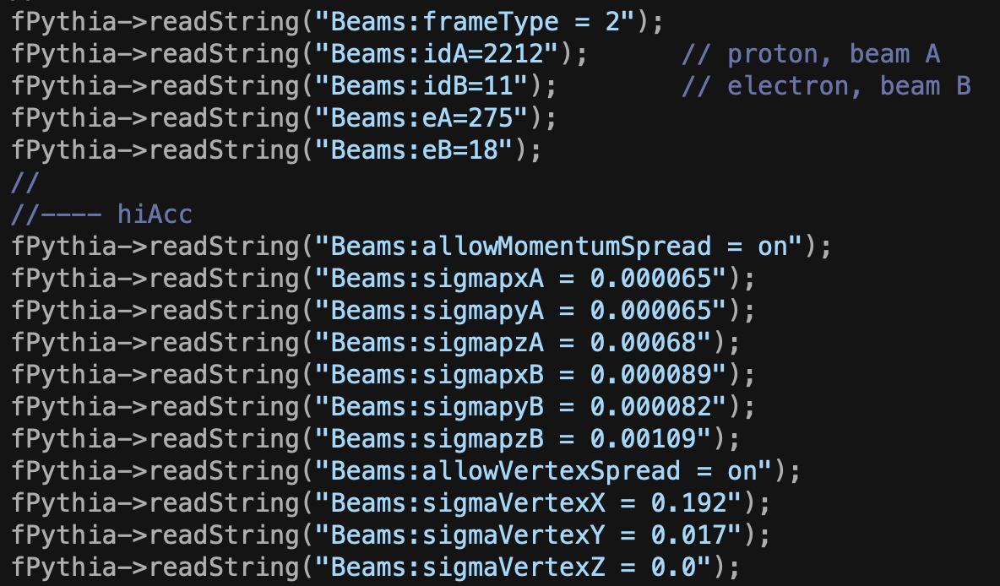 fPythia->readString("Beams:frameType = 2");
fPythia->readString("Beams:idA=2212");      // proton, beam A
fPythia->readString("Beams:idB=11");        // electron, beam B
fPythia->readString("Beams:eA=275");
fPythia->readString("Beams:eB=18");
//
//---- hiAcc
fPythia->readString("Beams:allowMomentumSpread = on");
fPythia->readString("Beams:sigmapxA = 0.000065");
fPythia->readString("Beams:sigmapyA = 0.000065");
fPythia->readString("Beams:sigmapzA = 0.00068");
fPythia->readString("Beams:sigmapxB = 0.000089");
fPythia->readString("Beams:sigmapyB = 0.000082");
fPythia->readString("Beams:sigmapzB = 0.00109");
fPythia->readString("Beams:allowVertexSpread = on");
fPythia->readString("Beams:sigmaVertexX = 0.192");
fPythia->readString("Beams:sigmaVertexY = 0.017");
fPythia->readString("Beams:sigmaVertexZ = 0.0");